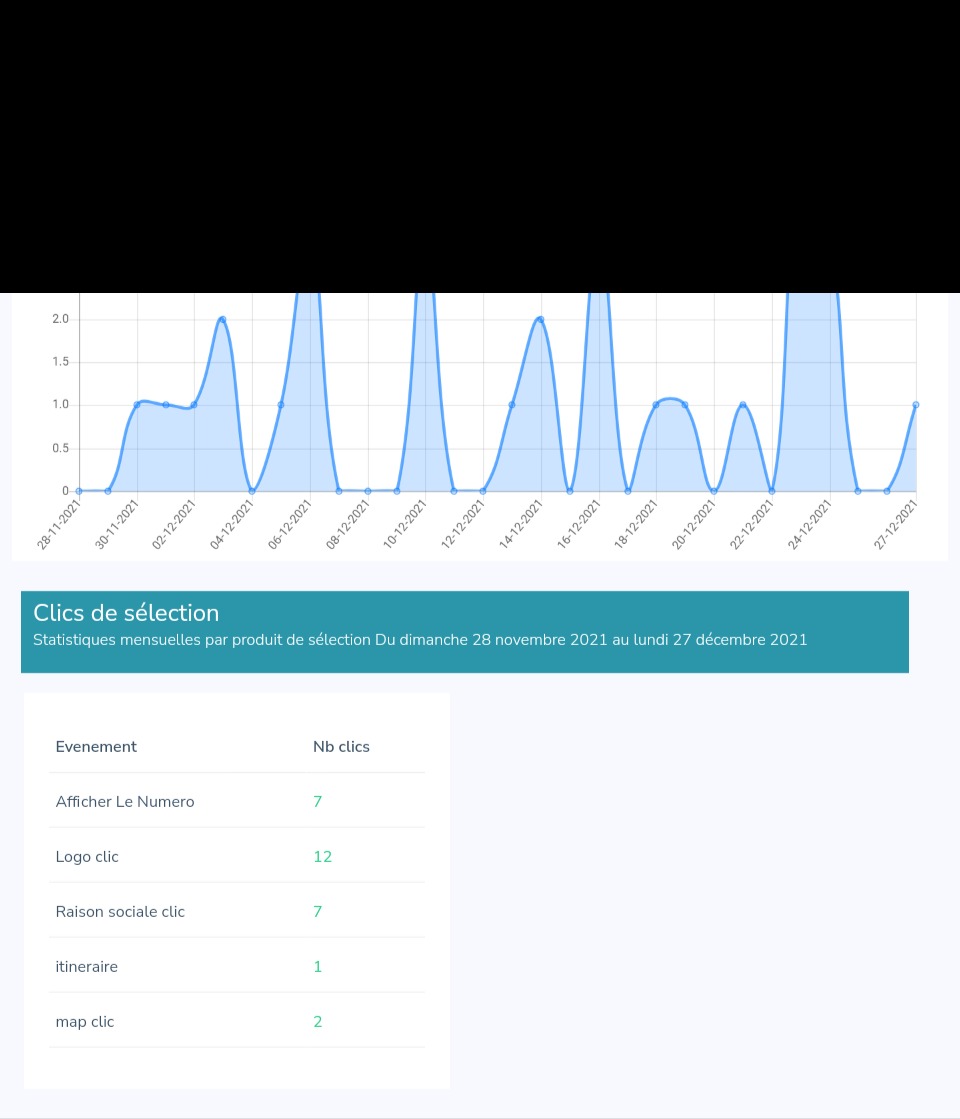 2.0
1.5
1.0
0.5
0
28-11-2021 30-11-2021 02-12-2021 04-12-2021 06-12-2021 08-12-2021 10-12-2021 12-12-2021 14-12-2021 16-12-2021 18-12-2021 20-12-2021 22-12-2021 24-12-2021 27-12-2021
Clics de sélection
Statistiques mensuelles par produit de sélection Du dimanche 28 novembre 2021 au lundi 27 décembre 2021
Evenement Nb clics
Afficher Le Numero 7
Logo clic 12
Raison sociale clic 7
itineraire 1
map clic 2